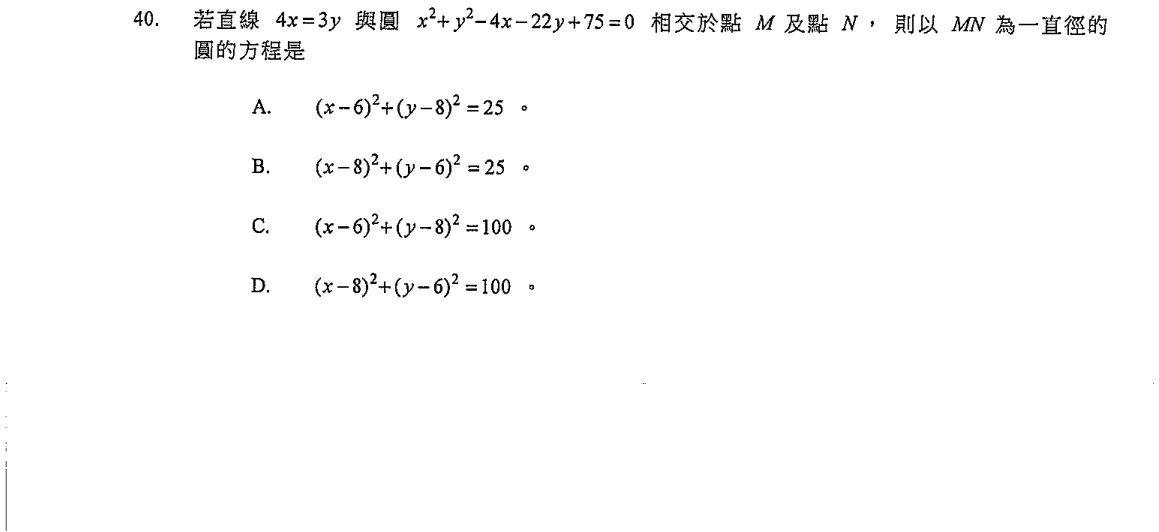 40. 若直線 4x=3y 與圓 x²+y²−4x−22y+75=0 相交於點 M 及點 N， 則以 MN 為一直徑的
圓的方程是
A. (x−6)²+(y−8)²=25 。
B. (x−8)²+(y−6)²=25 。
C. (x−6)²+(y−8)²=100 。
D. (x−8)²+(y−6)²=100 。